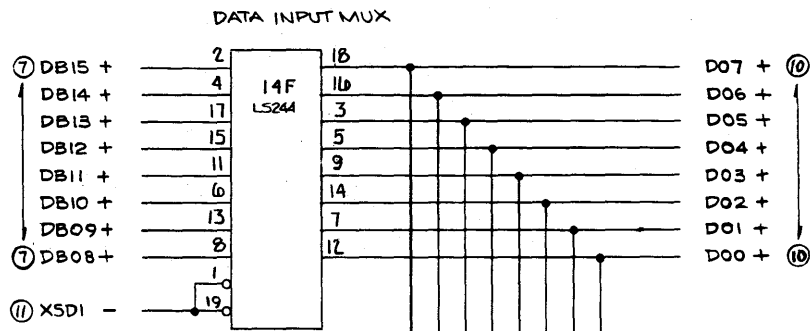 DATA INPUT MUX
⑦ DB15 + 2 18 D07 + ⑩
DB14 + 4 14F 16 D06 +
DB13 + 17 LS244 3 D05 +
DB12 + 15 5 D04 +
DB11 + 11 9 D03 +
DB10 + 6 14 D02 +
DB09 + 13 7 D01 +
⑦ DB08 + 8 12 D00 + ⑩
1
⑪ XSDI - 19